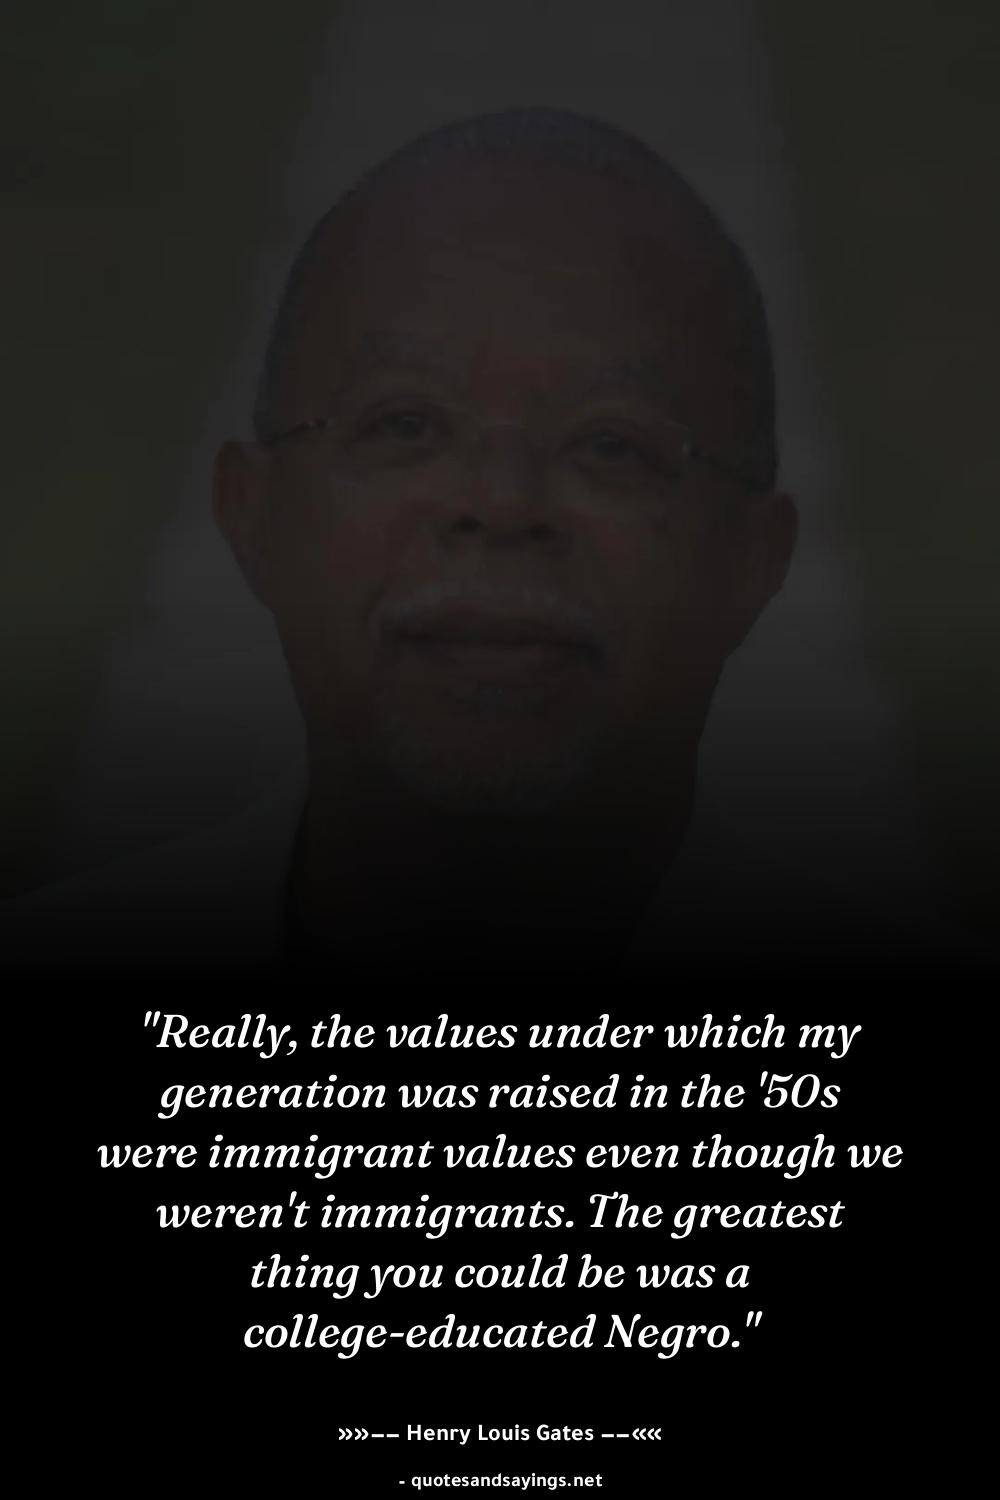 "Really, the values under which my
generation was raised in the '50s
were immigrant values even though we
weren't immigrants. The greatest
thing you could be was a
college-educated Negro."
»»−− Henry Louis Gates −−««
- quotesandsayings.net